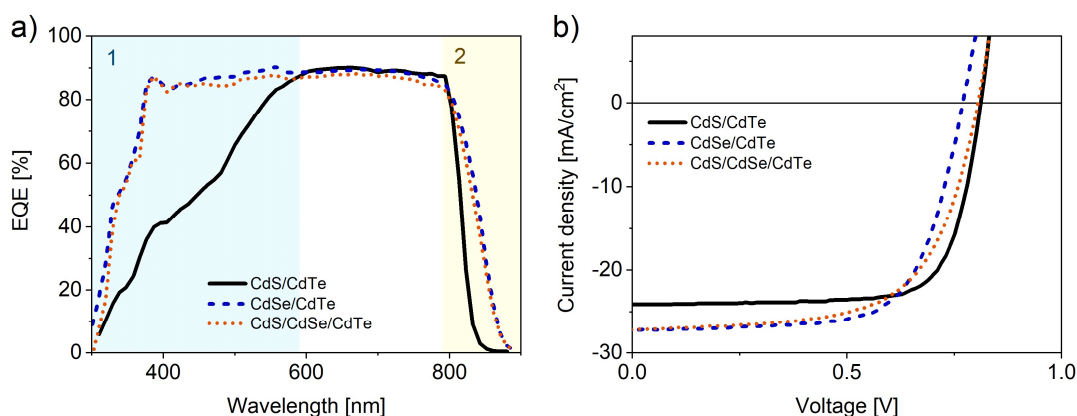 a)
1
2
100
80
60
40
20
0
EQE [%]
CdS/CdTe
CdSe/CdTe
CdS/CdSe/CdTe
400
600
800
Wavelength [nm]
b)
0
-10
-20
-30
Current density [mA/cm²]
CdS/CdTe
CdSe/CdTe
CdS/CdSe/CdTe
0.0
0.5
1.0
Voltage [V]